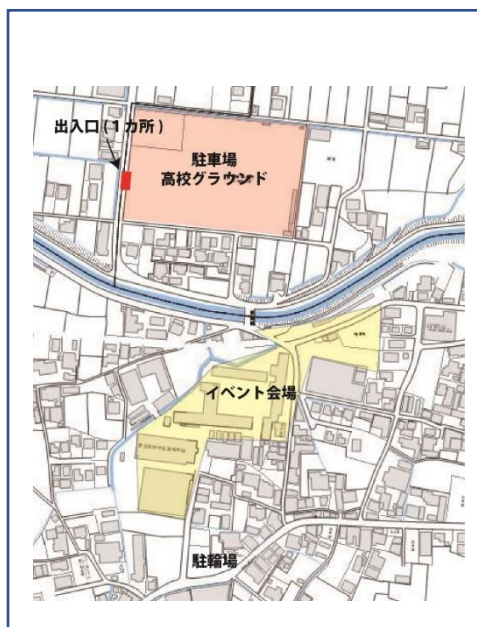 出入口(1カ所)
駐車場
高校グラウンド
イベント会場
駐輪場